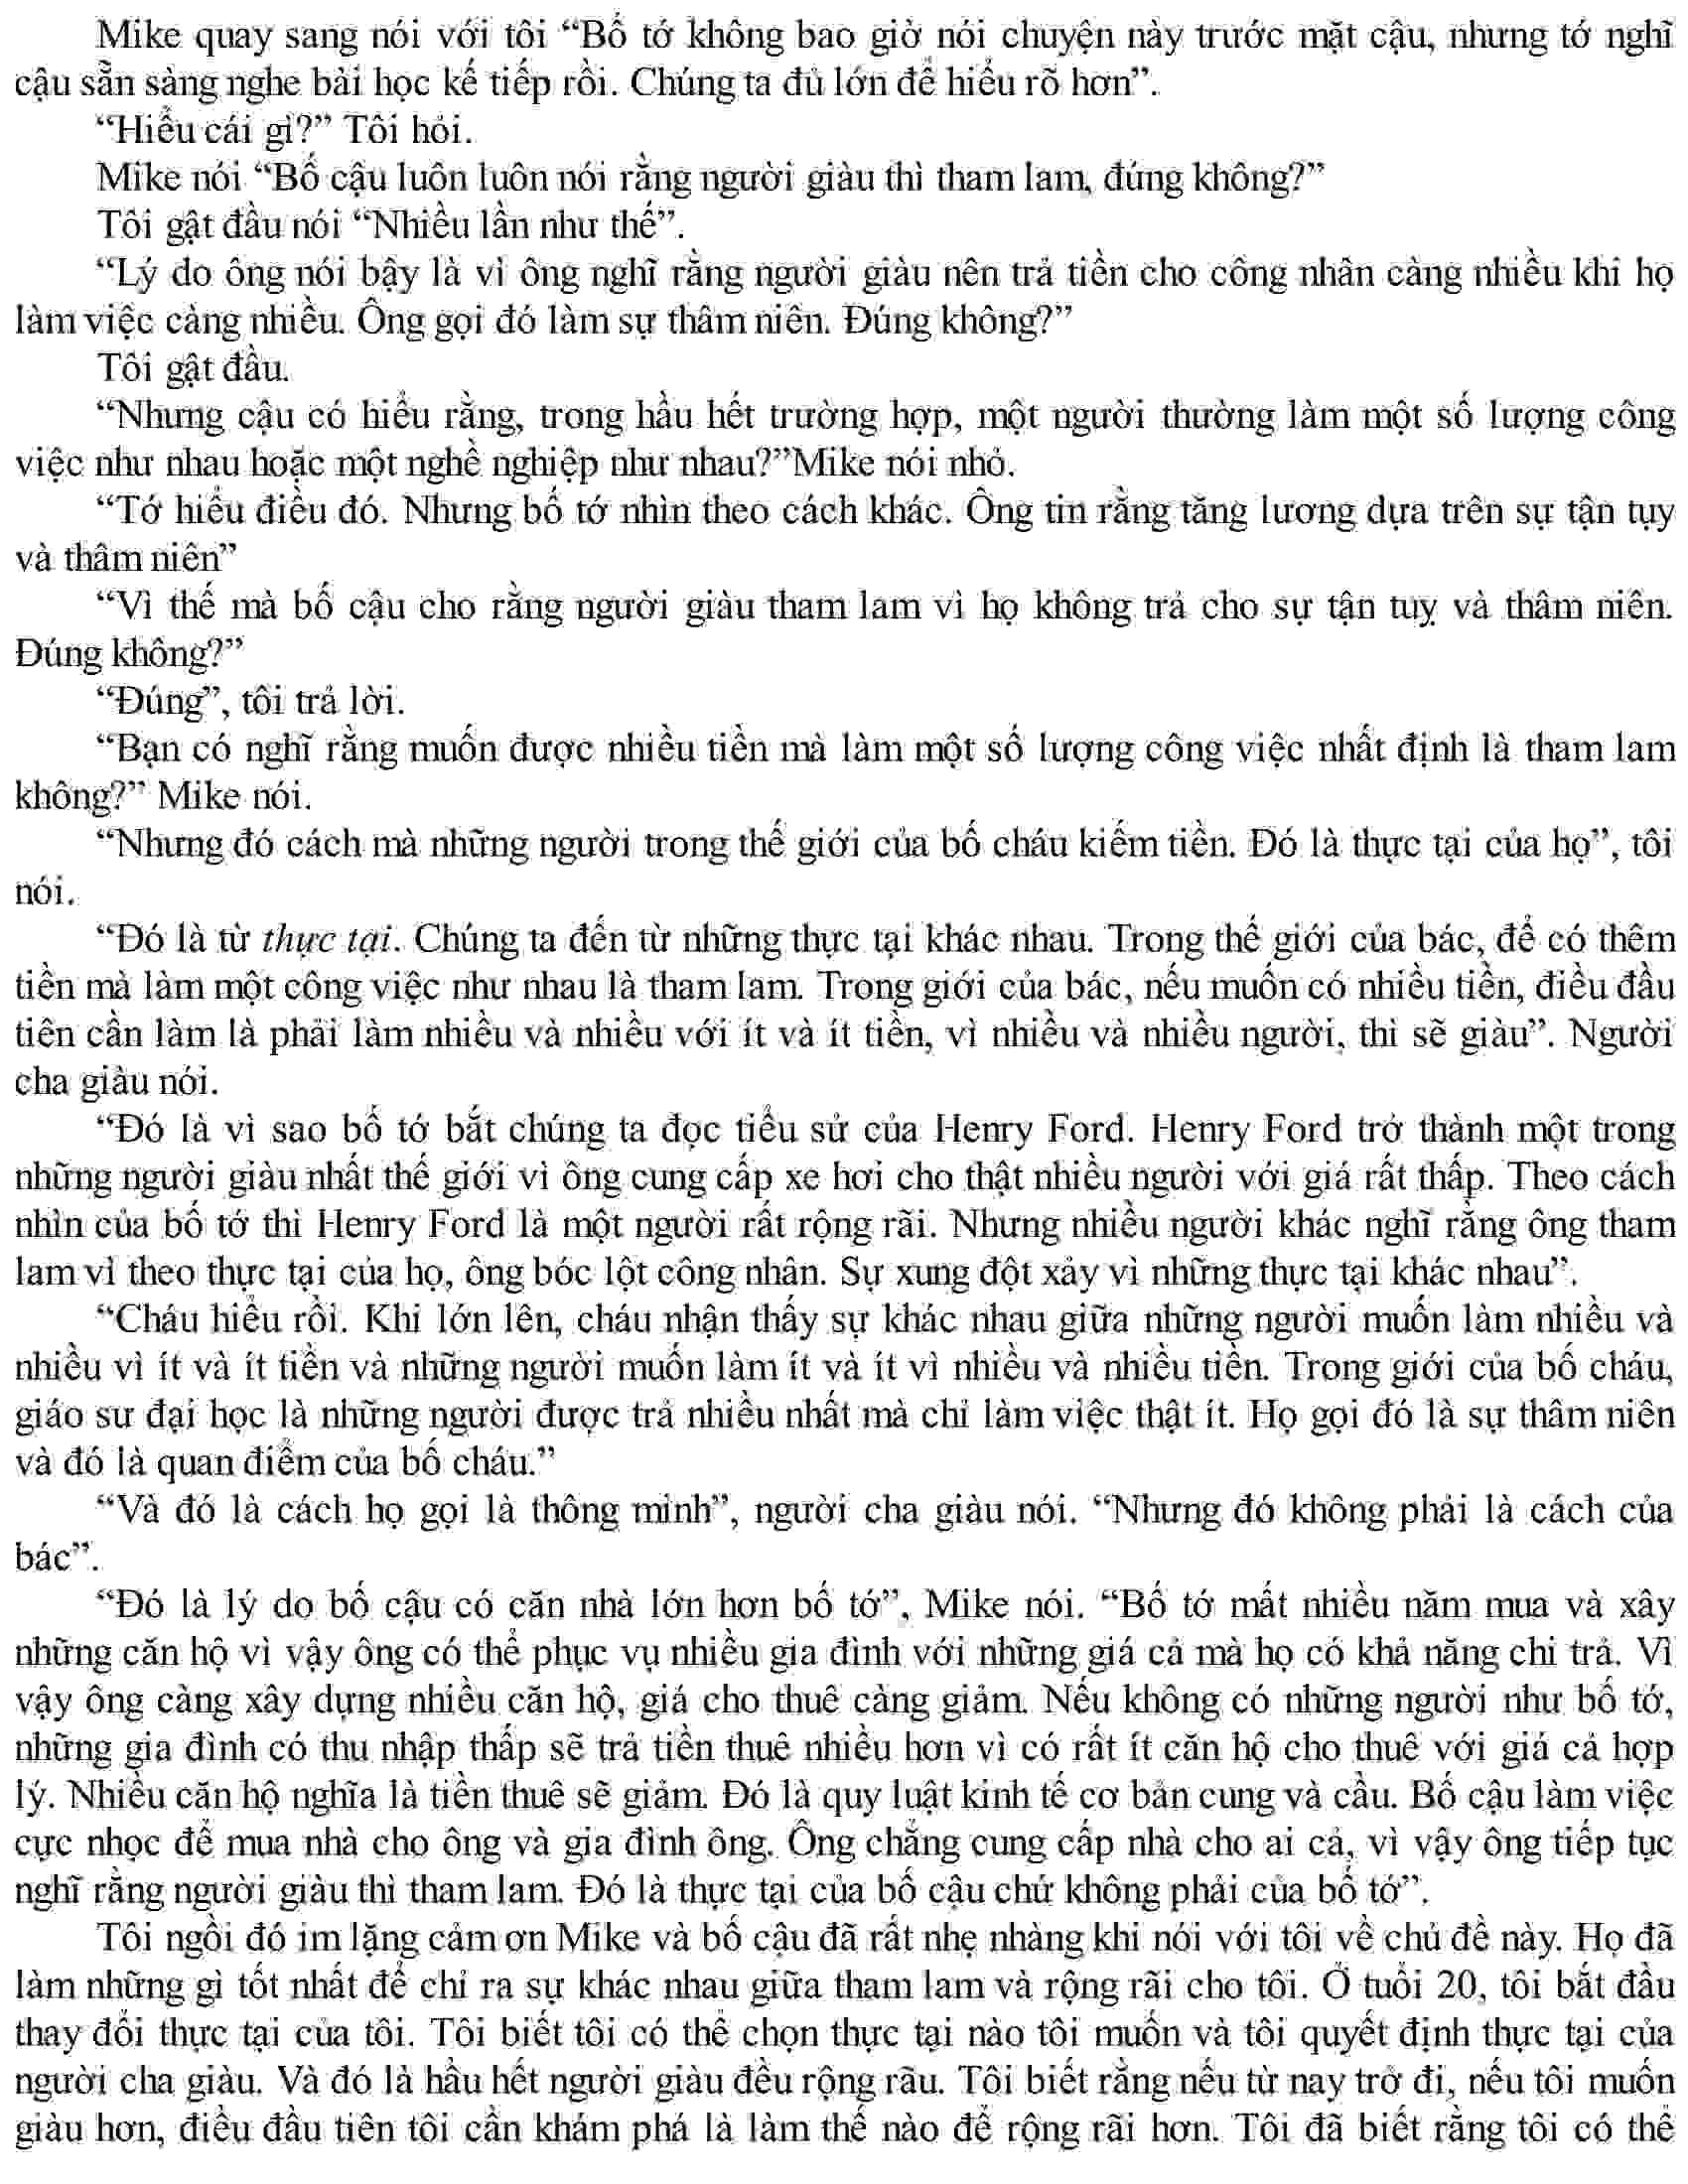 Mike quay sang nói với tôi “Bố tớ không bao giờ nói chuyện này trước mặt cậu, nhưng tớ nghĩ
cậu sẵn sàng nghe bài học kế tiếp rồi. Chúng ta đủ lớn để hiểu rõ hơn”.
“Hiểu cái gì?” Tôi hỏi.
Mike nói “Bố cậu luôn luôn nói rằng người giàu thì tham lam, đúng không?”
Tôi gật đầu nói “Nhiều lần như thế”.
“Lý do ông nói bậy là vì ông nghĩ rằng người giàu nên trả tiền cho công nhân càng nhiều khi họ
làm việc càng nhiều. Ông gọi đó làm sự thâm niên. Đúng không?”
Tôi gật đầu.
“Nhưng cậu có hiểu rằng, trong hầu hết trường hợp, một người thường làm một số lượng công
việc như nhau hoặc một nghề nghiệp như nhau?”Mike nói nhỏ.
“Tớ hiểu điều đó. Nhưng bố tớ nhìn theo cách khác. Ông tin rằng tăng lương dựa trên sự tận tụy
và thâm niên”
“Vì thế mà bố cậu cho rằng người giàu tham lam vì họ không trả cho sự tận tuỵ và thâm niên.
Đúng không?”
“Đúng”, tôi trả lời.
“Bạn có nghĩ rằng muốn được nhiều tiền mà làm một số lượng công việc nhất định là tham lam
không?” Mike nói.
“Nhưng đó cách mà những người trong thế giới của bố cháu kiếm tiền. Đó là thực tại của họ”, tôi
nói.
“Đó là từ thực tại. Chúng ta đến từ những thực tại khác nhau. Trong thế giới của bác, để có thêm
tiền mà làm một công việc như nhau là tham lam. Trong giới của bác, nếu muốn có nhiều tiền, điều đầu
tiên cần làm là phải làm nhiều và nhiều với ít và ít tiền, vì nhiều và nhiều người, thì sẽ giàu”. Người
cha giàu nói.
“Đó là vì sao bố tớ bắt chúng ta đọc tiểu sử của Henry Ford. Henry Ford trở thành một trong
những người giàu nhất thế giới vì ông cung cấp xe hơi cho thật nhiều người với giá rất thấp. Theo cách
nhìn của bố tớ thì Henry Ford là một người rất rộng rãi. Nhưng nhiều người khác nghĩ rằng ông tham
lam vì theo thực tại của họ, ông bóc lột công nhân. Sự xung đột xảy vì những thực tại khác nhau”.
“Cháu hiểu rồi. Khi lớn lên, cháu nhận thấy sự khác nhau giữa những người muốn làm nhiều và
nhiều vì ít và ít tiền và những người muốn làm ít và ít vì nhiều và nhiều tiền. Trong giới của bố cháu,
giáo sư đại học là những người được trả nhiều nhất mà chỉ làm việc thật ít. Họ gọi đó là sự thâm niên
và đó là quan điểm của bố cháu.”
“Và đó là cách họ gọi là thông minh”, người cha giàu nói. “Nhưng đó không phải là cách của
bác”.
“Đó là lý do bố cậu có căn nhà lớn hơn bố tớ”, Mike nói. “Bố tớ mất nhiều năm mua và xây
những căn hộ vì vậy ông có thể phục vụ nhiều gia đình với những giá cả mà họ có khả năng chi trả. Vì
vậy ông càng xây dựng nhiều căn hộ, giá cho thuê càng giảm. Nếu không có những người như bố tớ,
những gia đình có thu nhập thấp sẽ trả tiền thuê nhiều hơn vì có rất ít căn hộ cho thuê với giá cả hợp
lý. Nhiều căn hộ nghĩa là tiền thuê sẽ giảm. Đó là quy luật kinh tế cơ bản cung và cầu. Bố cậu làm việc
cực nhọc để mua nhà cho ông và gia đình ông. Ông chẳng cung cấp nhà cho ai cả, vì vậy ông tiếp tục
nghĩ rằng người giàu thì tham lam. Đó là thực tại của bố cậu chứ không phải của bố tớ”.
Tôi ngồi đó im lặng cảm ơn Mike và bố cậu đã rất nhẹ nhàng khi nói với tôi về chủ đề này. Họ đã
làm những gì tốt nhất để chỉ ra sự khác nhau giữa tham lam và rộng rãi cho tôi. Ở tuổi 20, tôi bắt đầu
thay đổi thực tại của tôi. Tôi biết tôi có thể chọn thực tại nào tôi muốn và tôi quyết định thực tại của
người cha giàu. Và đó là hầu hết người giàu đều rộng rãu. Tôi biết rằng nếu từ nay trở đi, nếu tôi muốn
giàu hơn, điều đầu tiên tôi cần khám phá là làm thế nào để rộng rãi hơn. Tôi đã biết rằng tôi có thể